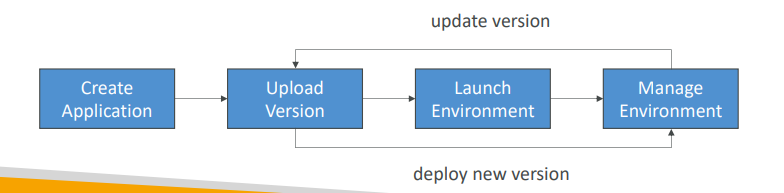 update version
Create
Application
Upload
Version
Launch
Environment
Manage
Environment
deploy new version